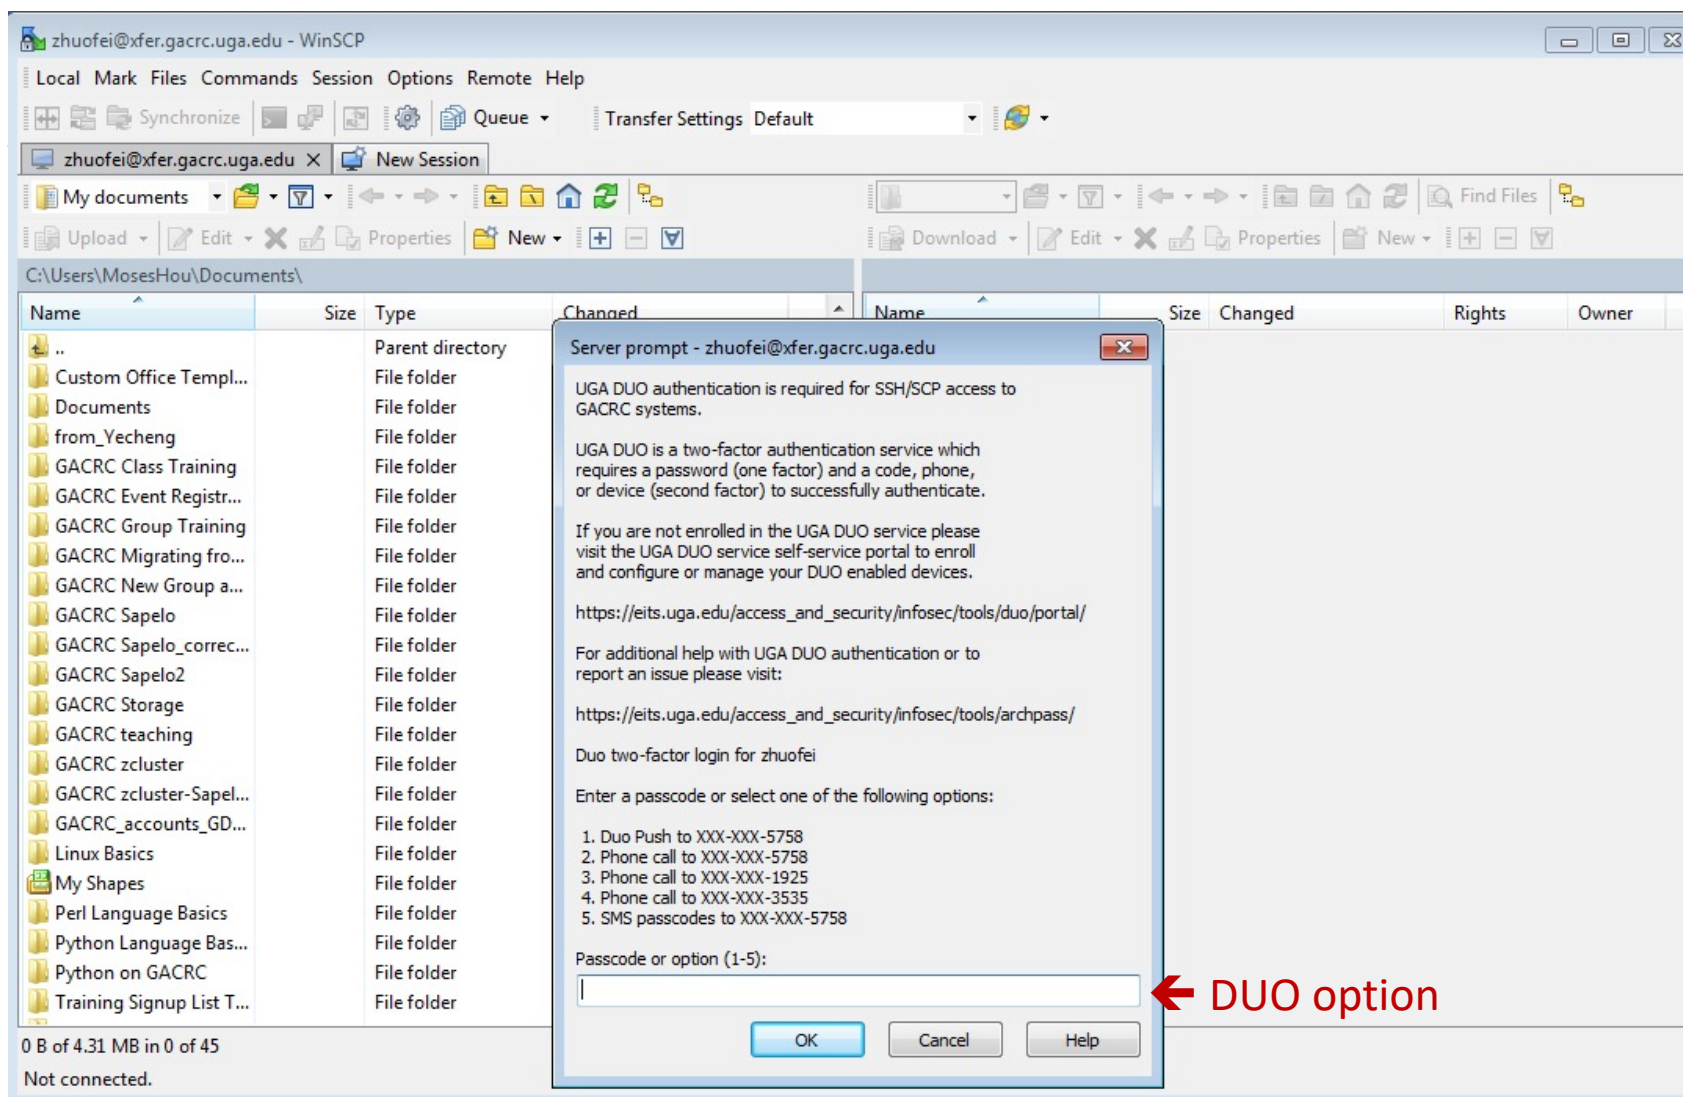 zhuofei@xfer.gacrc.uga.edu - WinSCP
Local Mark Files Commands Session Options Remote Help
Synchronize Queue Transfer Settings Default
zhuofei@xfer.gacrc.uga.edu New Session
My documents Find Files
Upload Edit Properties New Download Edit Properties New
C:\Users\MosesHou\Documents\
Name Size Type Changed Name Size Changed Rights Owner
.. Parent directory
Custom Office Templ... File folder
Documents File folder
from_Yecheng File folder
GACRC Class Training File folder
GACRC Event Registr... File folder
GACRC Group Training File folder
GACRC Migrating fro... File folder
GACRC New Group a... File folder
GACRC Sapelo File folder
GACRC Sapelo_correc... File folder
GACRC Sapelo2 File folder
GACRC Storage File folder
GACRC teaching File folder
GACRC zcluster File folder
GACRC zcluster-Sapel... File folder
GACRC_accounts_GD... File folder
Linux Basics File folder
My Shapes File folder
Perl Language Basics File folder
Python Language Bas... File folder
Python on GACRC File folder
Training Signup List T... File folder
Server prompt - zhuofei@xfer.gacrc.uga.edu
UGA DUO authentication is required for SSH/SCP access to
GACRC systems.
UGA DUO is a two-factor authentication service which
requires a password (one factor) and a code, phone,
or device (second factor) to successfully authenticate.
If you are not enrolled in the UGA DUO service please
visit the UGA DUO service self-service portal to enroll
and configure or manage your DUO enabled devices.
https://eits.uga.edu/access_and_security/infosec/tools/duo/portal/
For additional help with UGA DUO authentication or to
report an issue please visit:
https://eits.uga.edu/access_and_security/infosec/tools/archpass/
Duo two-factor login for zhuofei
Enter a passcode or select one of the following options:
1. Duo Push to XXX-XXX-5758
2. Phone call to XXX-XXX-5758
3. Phone call to XXX-XXX-1925
4. Phone call to XXX-XXX-3535
5. SMS passcodes to XXX-XXX-5758
Passcode or option (1-5):
DUO option
OK Cancel Help
0 B of 4.31 MB in 0 of 45
Not connected.